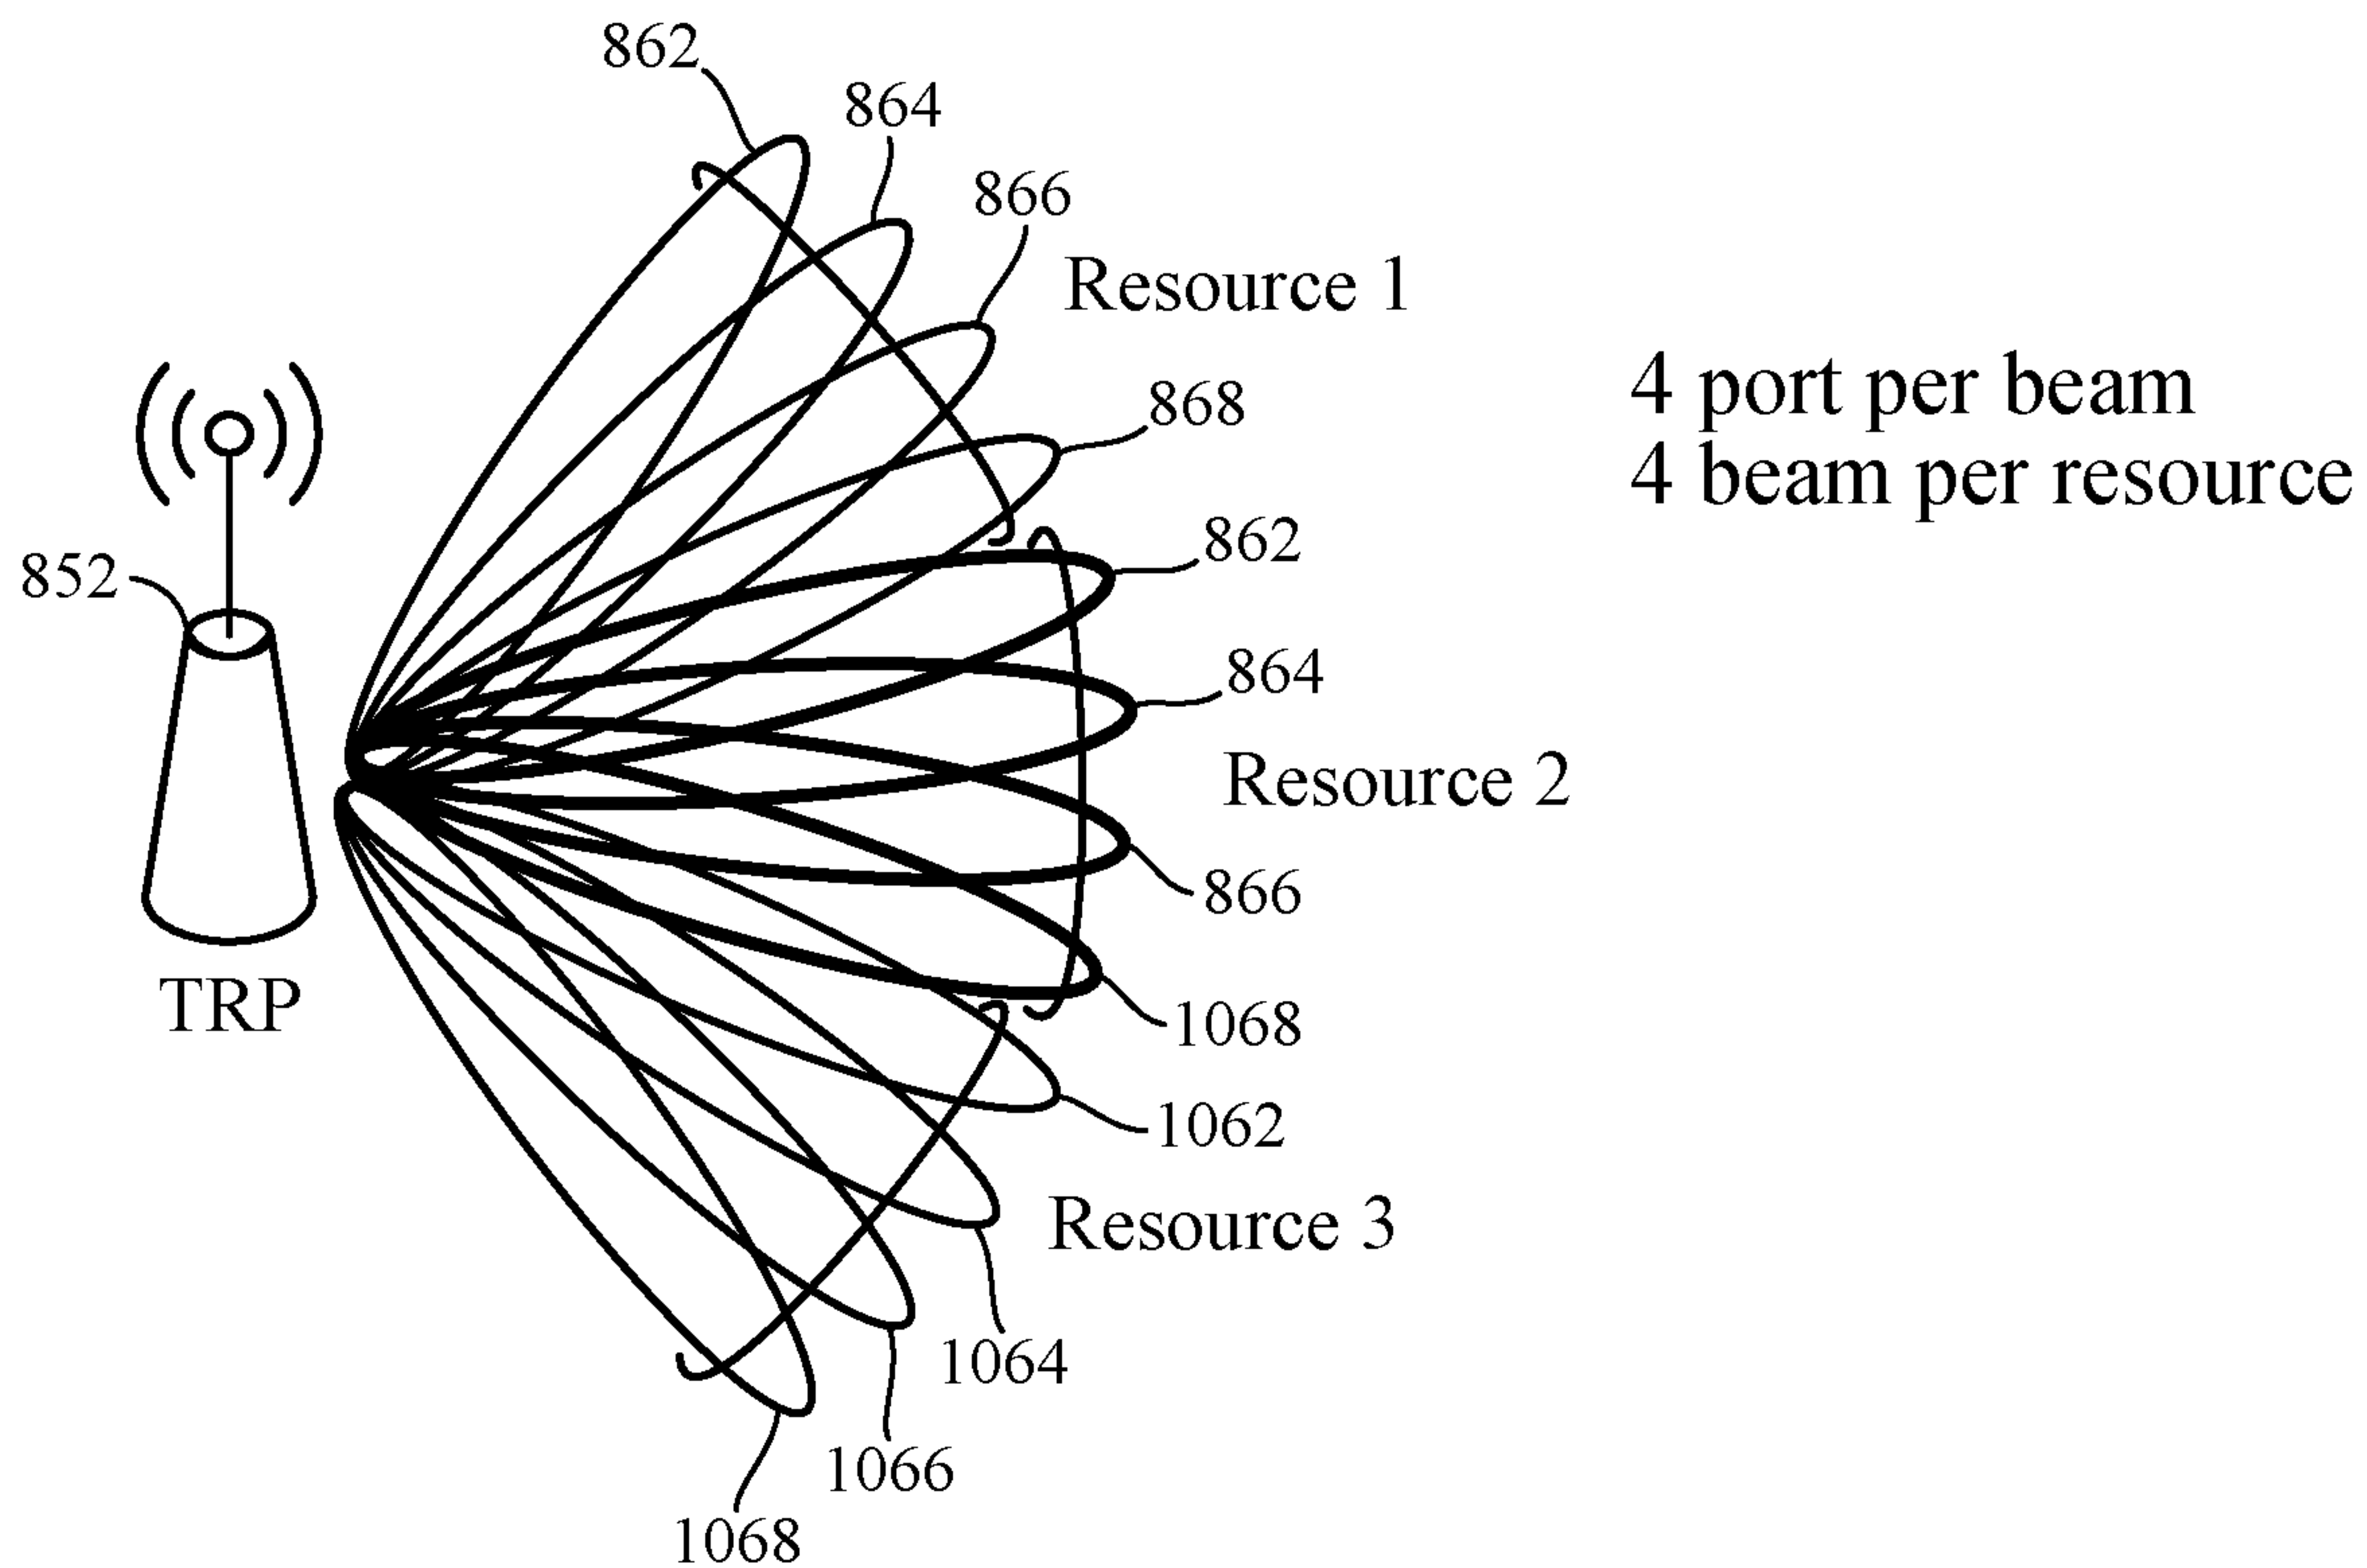 862
864
866
Resource 1
868
4 port per beam
4 beam per resource
862
852
864
Resource 2
866
TRP
1068
1062
Resource 3
1064
1066
1068